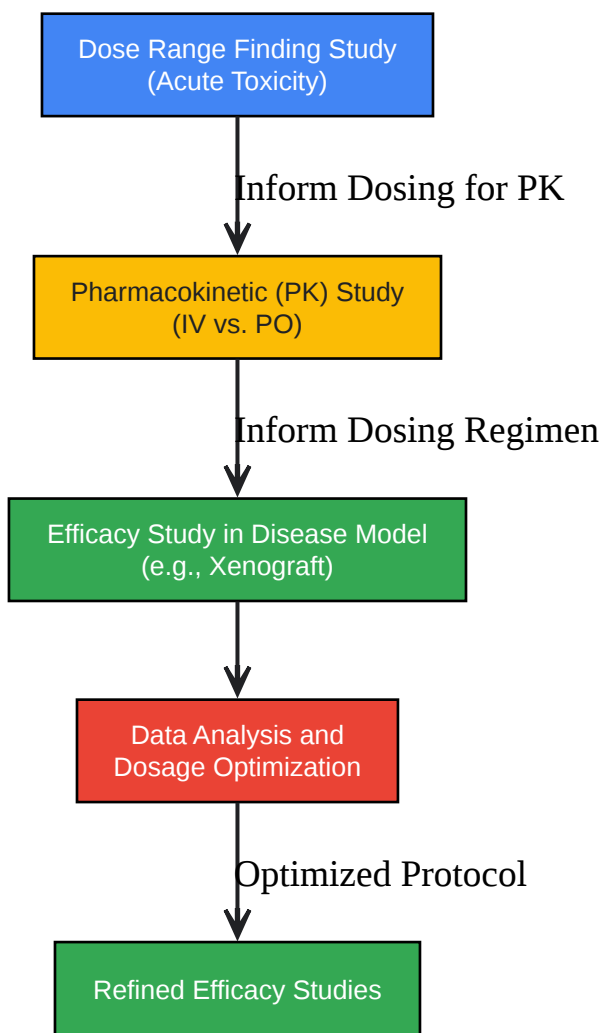 Dose Range Finding Study
(Acute Toxicity)
Inform Dosing for PK
Pharmacokinetic (PK) Study
(IV vs. PO)
Inform Dosing Regimen
Efficacy Study in Disease Model
(e.g., Xenograft)
Data Analysis and
Dosage Optimization
Optimized Protocol
Refined Efficacy Studies